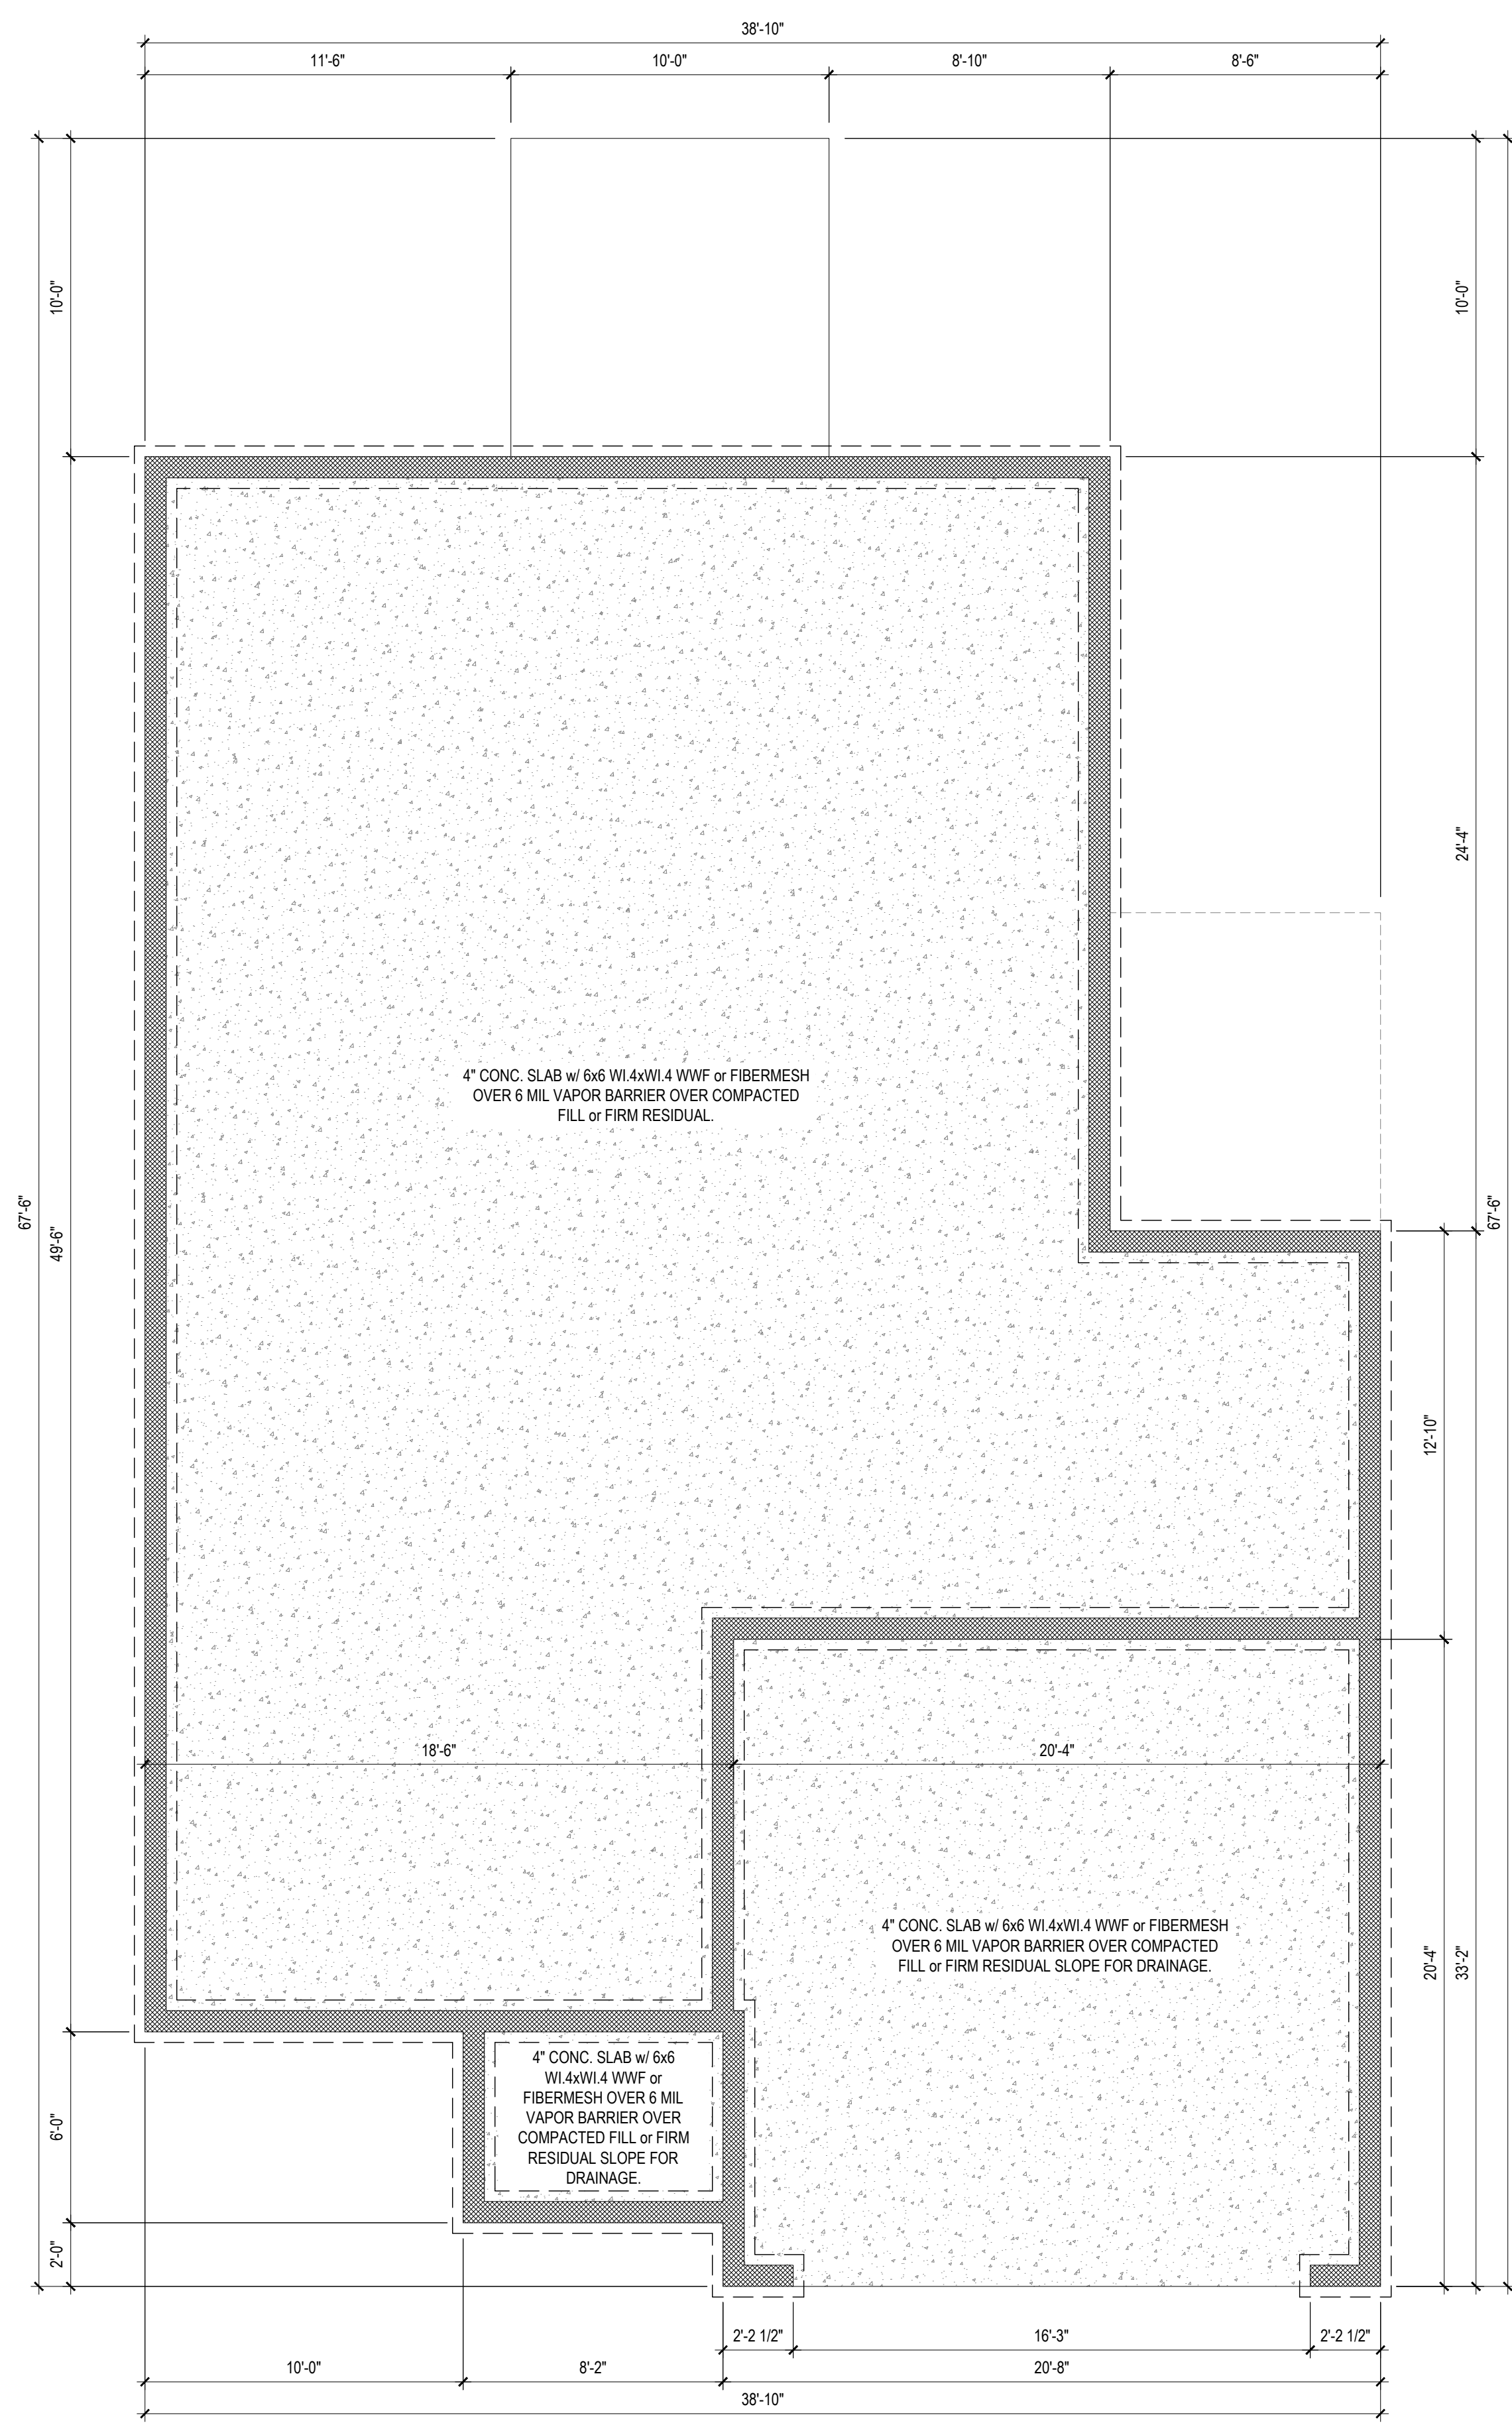 38'-10"
11'-6"
10'-0"
8'-10"
8'-6"
10'-0"
10'-0"
24'-4"
4" CONC. SLAB w/ 6x6 WI.4xWI.4 WWF or FIBERMESH
OVER 6 MIL VAPOR BARRIER OVER COMPACTED
FILL or FIRM RESIDUAL.
67'-6"
49'-6"
67'-6"
12'-10"
18'-6"
20'-4"
4" CONC. SLAB w/ 6x6 WI.4xWI.4 WWF or FIBERMESH
OVER 6 MIL VAPOR BARRIER OVER COMPACTED
FILL or FIRM RESIDUAL SLOPE FOR DRAINAGE.
20'-4"
33'-2"
4" CONC. SLAB w/ 6x6
WI.4xWI.4 WWF or
FIBERMESH OVER 6 MIL
VAPOR BARRIER OVER
COMPACTED FILL or FIRM
RESIDUAL SLOPE FOR
DRAINAGE.
6'-0"
2'-0"
2'-2 1/2"
16'-3"
2'-2 1/2"
10'-0"
8'-2"
20'-8"
38'-10"